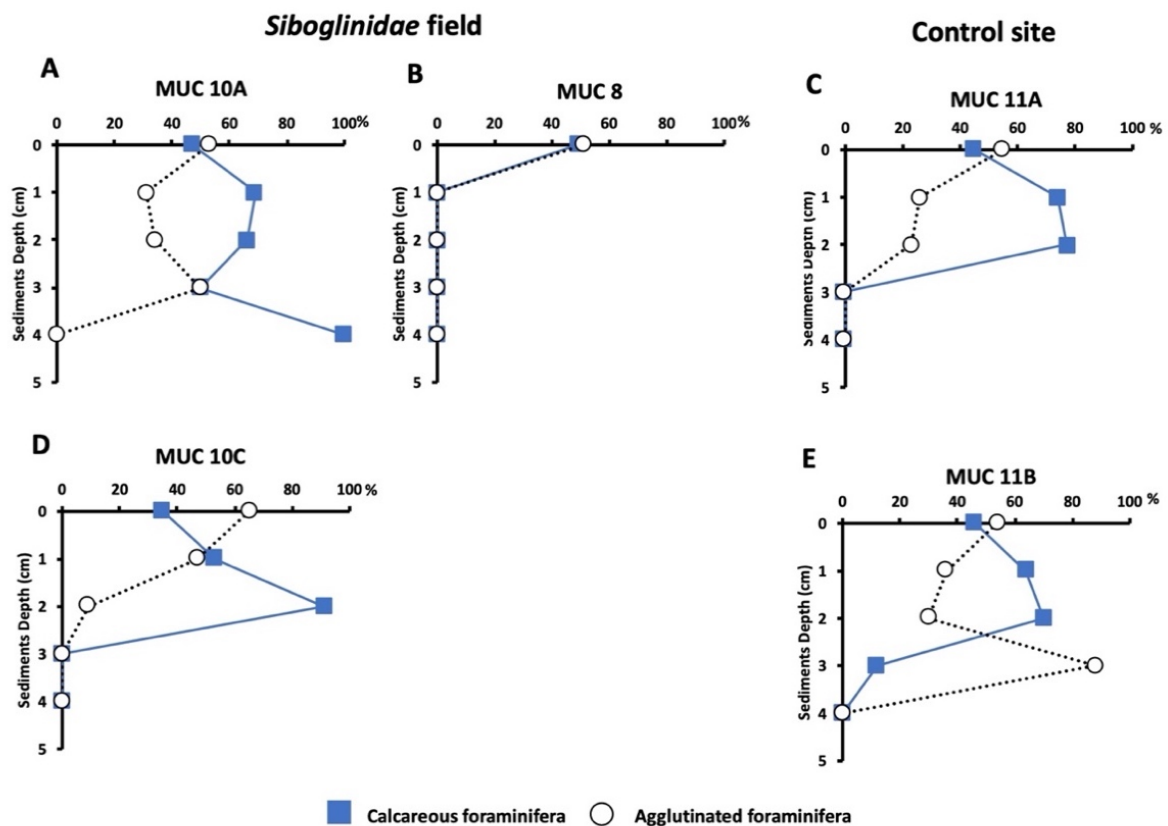 Siboglinidae field
Control site
A
MUC 10A
0 20 40 60 80 100%
0
1
2
3
4
5
Sediments Depth (cm)
B
MUC 8
0 20 40 60 80 100%
0
1
2
3
4
5
Sediments Depth (cm)
C
MUC 11A
0 20 40 60 80 100%
0
1
2
3
4
5
Sediments Depth (cm)
D
MUC 10C
0 20 40 60 80 100 %
0
1
2
3
4
5
Sediments Depth (cm)
E
MUC 11B
0 20 40 60 80 100 %
0
1
2
3
4
5
Sediments Depth (cm)
Calcareous foraminifera
Agglutinated foraminifera